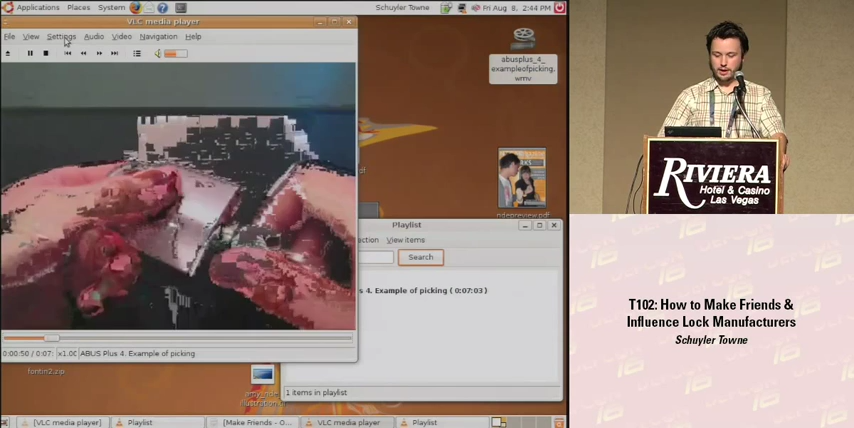 Applications Places System
Schuyler Towne
Fri Aug 8, 2:44 PM
VLC media player
File View Settings Audio Video Navigation Help
abusplus_4_
exampleofpicking.
wmv
ndepreview.pdf
Playlist
ection View items
Search
s 4. Example of picking ( 0:07:03 )
0:00:50 / 0:07: x1.00 ABUS Plus 4. Example of picking
1 items in playlist
fontin2.zip
[VLC media player] Playlist [Make Friends - O... VLC media player Playlist
RIVIERA
Hotel & Casino
Las Vegas
T102: How to Make Friends &
Influence Lock Manufacturers
Schuyler Towne